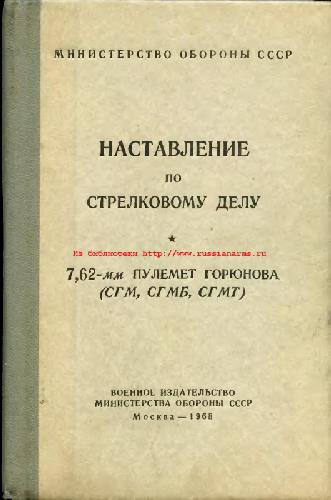 МИНИСТЕРСТВО ОБОРОНЫ СССР
НАСТАВЛЕНИЕ
ПО
СТРЕЛКОВОМУ ДЕЛУ
★
Из библиотеки http://www.russianarms.ru
7,62-мм ПУЛЕМЕТ ГОРЮНОВА
(СГМ, СГМБ, СГМТ)
ВОЕННОЕ ИЗДАТЕЛЬСТВО
МИНИСТЕРСТВА ОБОРОНЫ СССР
Москва — 1968